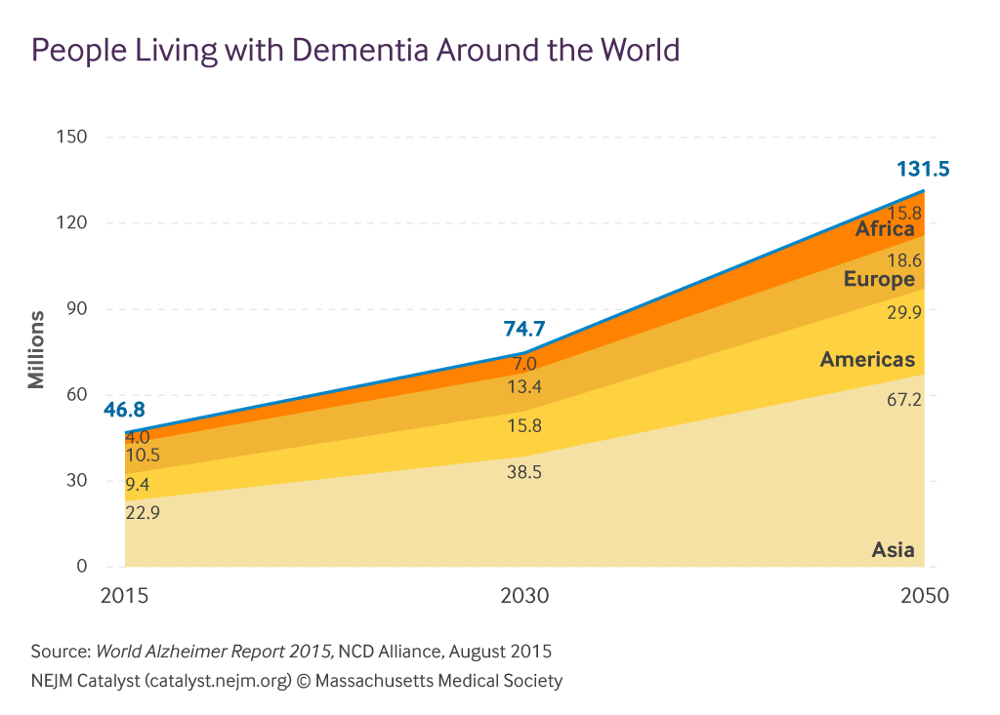 People Living with Dementia Around the World
150
131.5
15.8
120
Africa
18.6
Europe
90
29.9
74.7
7.0
Americas
13.4
60
67.2
46.8
15.8
4.0
10.5
38.5
30
9.4
22.9
Asia
0
Millions
2015 2030 2050
Source: World Alzheimer Report 2015, NCD Alliance, August 2015
NEJM Catalyst (catalyst.nejm.org) © Massachusetts Medical Society